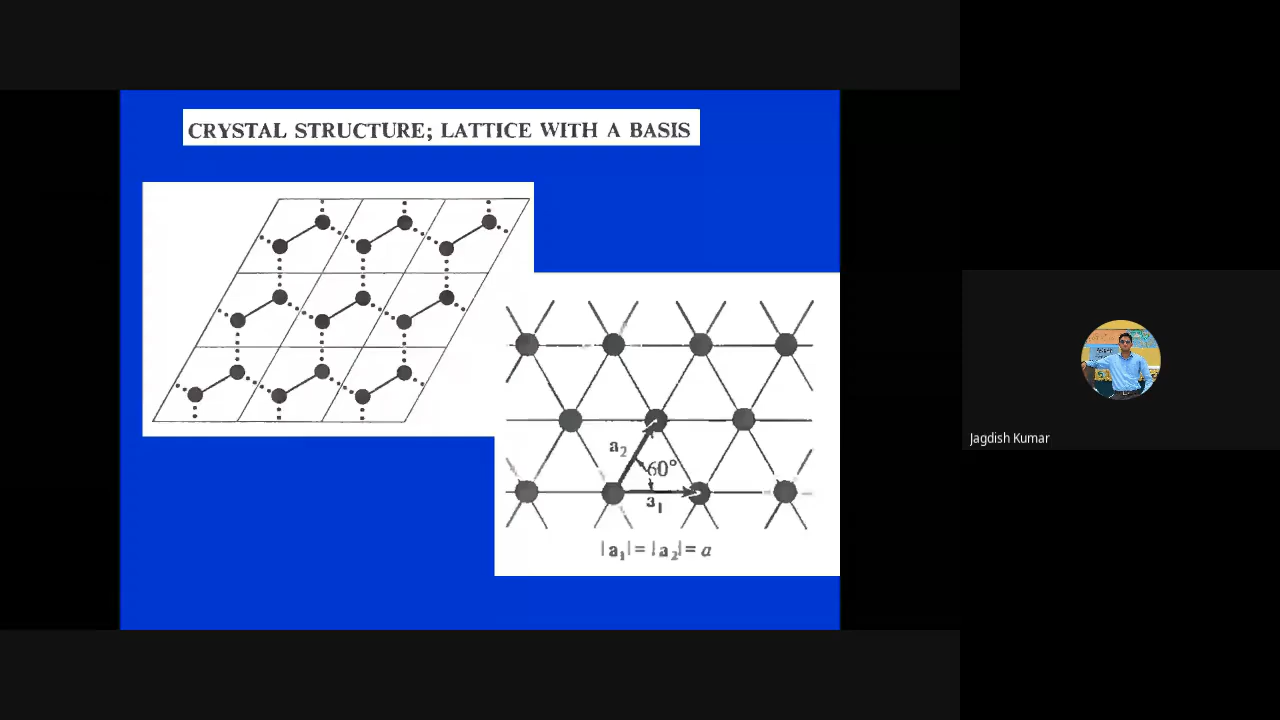 CRYSTAL STRUCTURE; LATTICE WITH A BASIS
a₂
60°
a₁
|a₁| = |a₂| = a
Jagdish Kumar